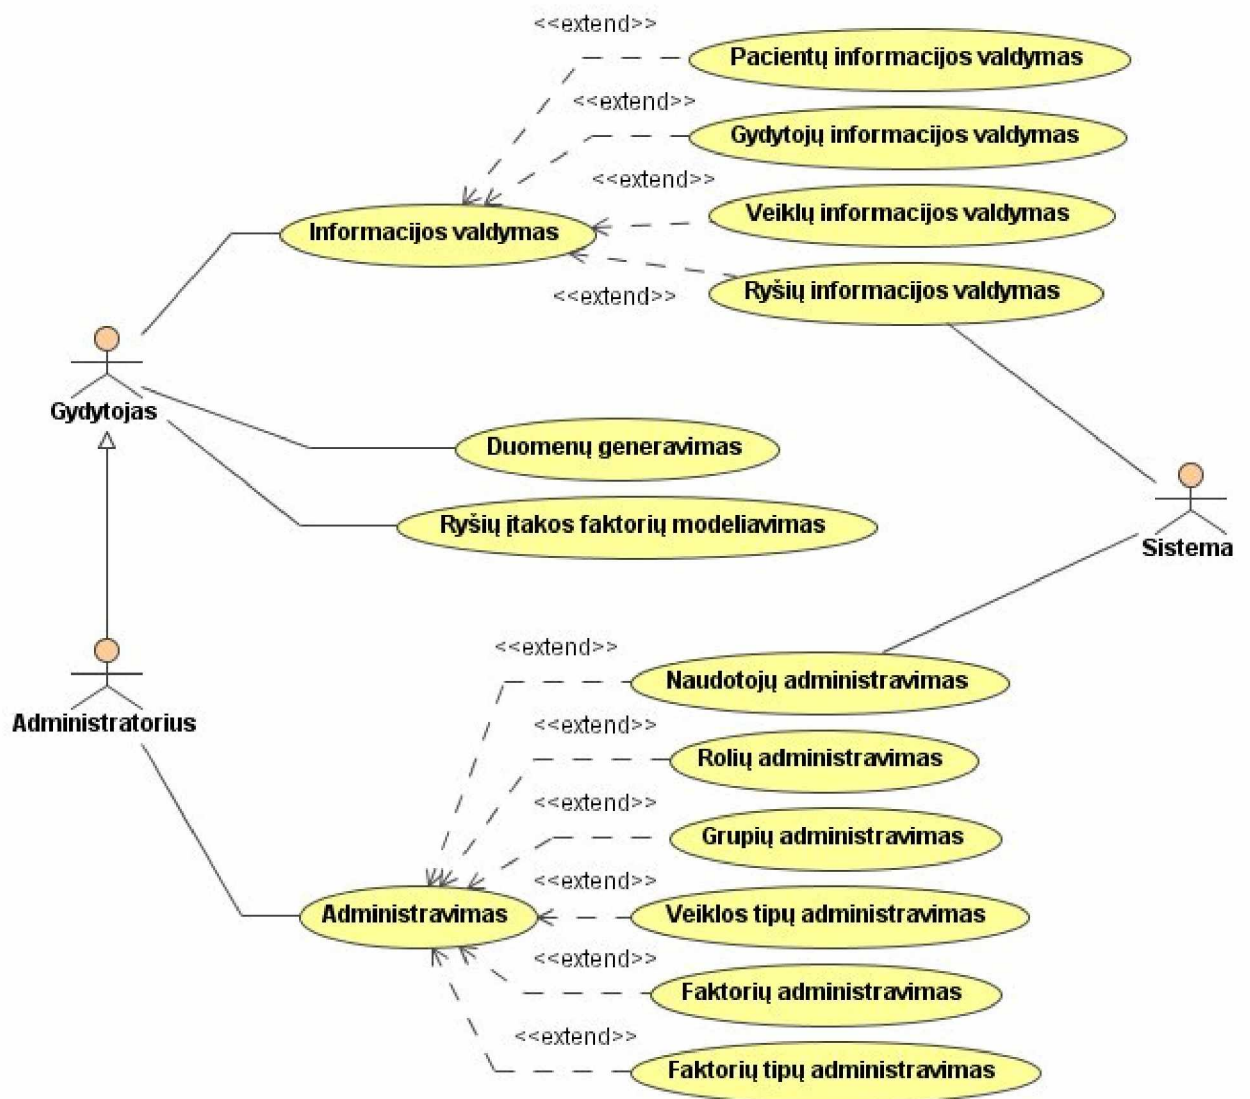 <<extend>>
Pacientų informacijos valdymas
<<extend>>
Gydytojų informacijos valdymas
<<extend>>
Veiklų informacijos valdymas
Informacijos valdymas
Ryšių informacijos valdymas
<<extend>>
Gydytojas
Duomenų generavimas
Ryšių įtakos faktorių modeliavimas
Sistema
<<extend>>
Naudotojų administravimas
Administratorius
<<extend>>
Rolių administravimas
<<extend>>
Grupių administravimas
<<extend>>
Administravimas
Veiklos tipų administravimas
<<extend>>
Faktorių administravimas
<<extend>>
Faktorių tipų administravimas